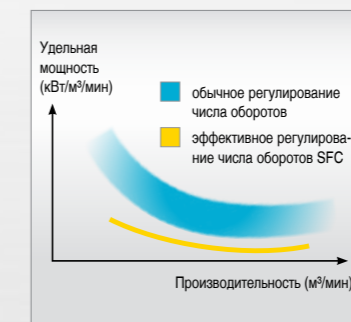 Удельная
мощность
(кВт/м³/мин)
обычное регулирование
числа оборотов
эффективное регулирова-
ние числа оборотов SFC
Производительность (м³/мин)